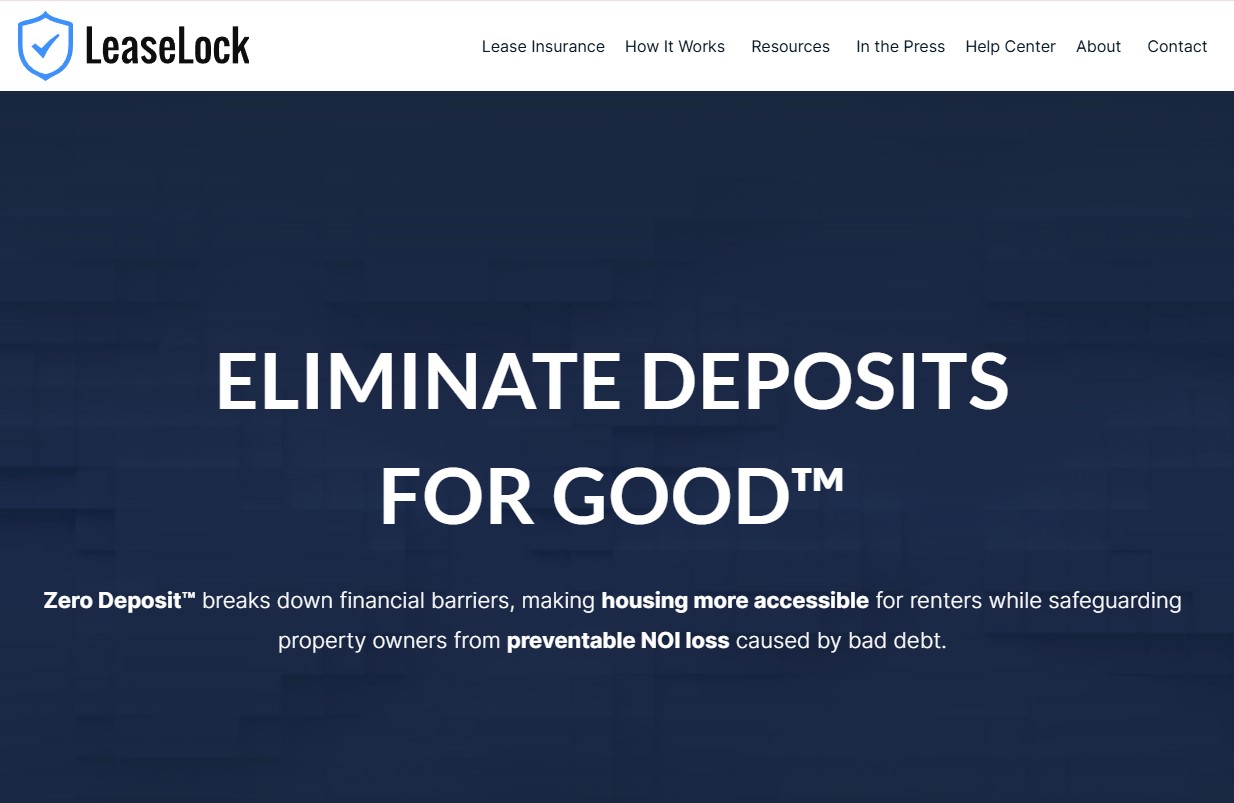 LeaseLock
Lease Insurance How It Works Resources In the Press Help Center About Contact
ELIMINATE DEPOSITS
FOR GOOD™
Zero Deposit™ breaks down financial barriers, making housing more accessible for renters while safeguarding
property owners from preventable NOI loss caused by bad debt.